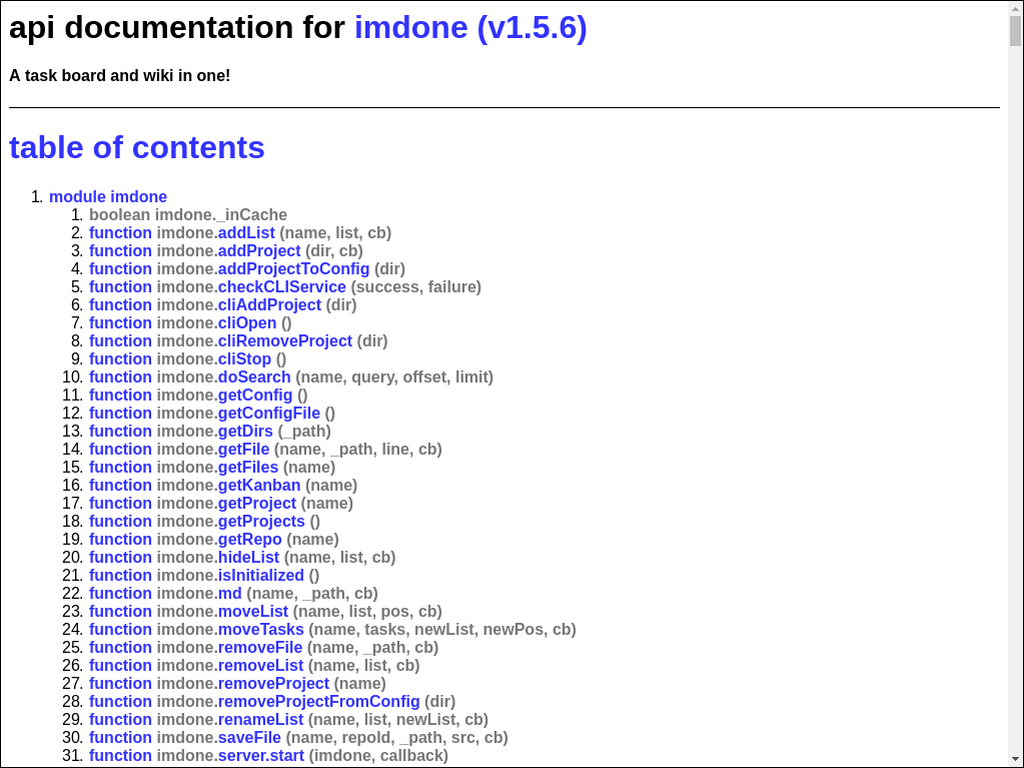 api documentation for imdone (v1.5.6)
A task board and wiki in one!
table of contents
1. module imdone
1. boolean imdone._inCache
2. function imdone.addList (name, list, cb)
3. function imdone.addProject (dir, cb)
4. function imdone.addProjectToConfig (dir)
5. function imdone.checkCLIService (success, failure)
6. function imdone.cliAddProject (dir)
7. function imdone.cliOpen ()
8. function imdone.cliRemoveProject (dir)
9. function imdone.cliStop ()
10. function imdone.doSearch (name, query, offset, limit)
11. function imdone.getConfig ()
12. function imdone.getConfigFile ()
13. function imdone.getDirs (_path)
14. function imdone.getFile (name, _path, line, cb)
15. function imdone.getFiles (name)
16. function imdone.getKanban (name)
17. function imdone.getProject (name)
18. function imdone.getProjects ()
19. function imdone.getRepo (name)
20. function imdone.hideList (name, list, cb)
21. function imdone.isInitialized ()
22. function imdone.md (name, _path, cb)
23. function imdone.moveList (name, list, pos, cb)
24. function imdone.moveTasks (name, tasks, newList, newPos, cb)
25. function imdone.removeFile (name, _path, cb)
26. function imdone.removeList (name, list, cb)
27. function imdone.removeProject (name)
28. function imdone.removeProjectFromConfig (dir)
29. function imdone.renameList (name, list, newList, cb)
30. function imdone.saveFile (name, repoId, _path, src, cb)
31. function imdone.server.start (imdone, callback)